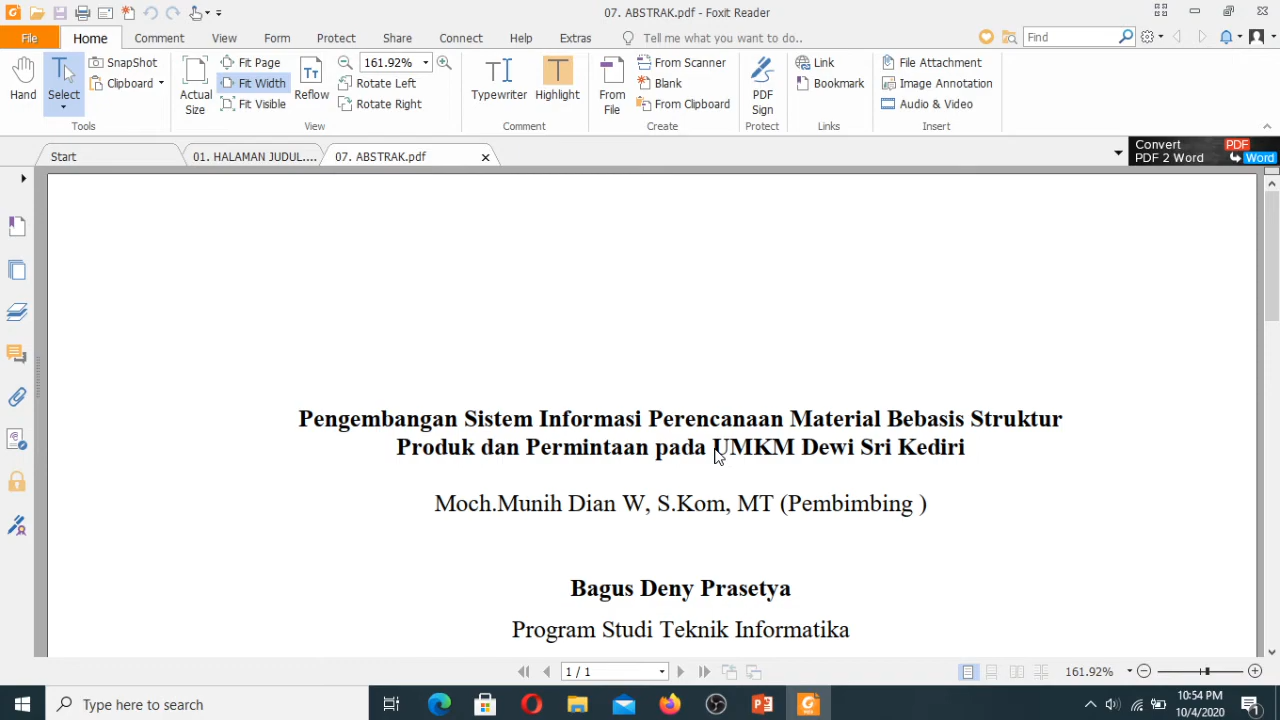 07. ABSTRAK.pdf - Foxit Reader
File Home Comment View Form Protect Share Connect Help Extras Tell me what you want to do.. Find
Hand
Select
SnapShot
Clipboard
Tools
Actual Size
Fit Page
Fit Width
Fit Visible
Reflow
161.92%
Rotate Left
Rotate Right
View
Typewriter
Highlight
Comment
From File
From Scanner
Blank
From Clipboard
Create
PDF Sign
Protect
Link
Bookmark
Links
File Attachment
Image Annotation
Audio & Video
Insert
Start
01. HALAMAN JUDUL....
07. ABSTRAK.pdf
Convert PDF
PDF 2 Word Word
Pengembangan Sistem Informasi Perencanaan Material Bebasis Struktur
Produk dan Permintaan pada UMKM Dewi Sri Kediri
Moch.Munih Dian W, S.Kom, MT (Pembimbing )
Bagus Deny Prasetya
Program Studi Teknik Informatika
1 / 1
161.92%
Type here to search
10:54 PM
10/4/2020
1